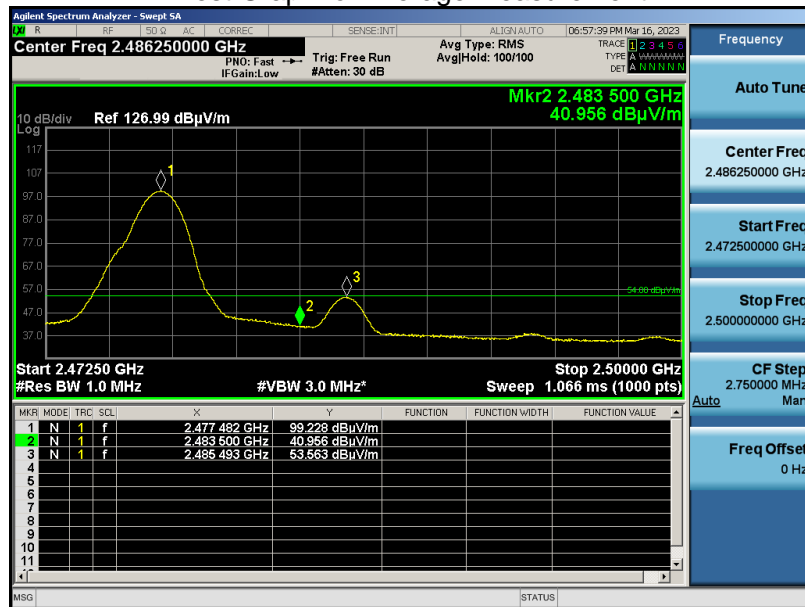 Agilent Spectrum Analyzer - Swept SA
LXI R RF 50 Ω AC CORREC SENSE:INT ALIGN AUTO 06:57:39 PM Mar 16, 2023
Center Freq 2.486250000 GHz
PNO: Fast
IFGain:Low
Trig: Free Run
#Atten: 30 dB
Avg Type: RMS
Avg|Hold: 100/100
TRACE 1 2 3 4 5 6
TYPE A
DET A N N N N N
Mkr2 2.483 500 GHz
40.956 dBµV/m
10 dB/div
Log
Ref 126.99 dBµV/m
117
107
97.0
87.0
77.0
67.0
57.0
47.0
37.0
1
2
3
54.00 dBµV/m
Start 2.47250 GHz
Stop 2.50000 GHz
#Res BW 1.0 MHz
#VBW 3.0 MHz*
Sweep 1.066 ms (1000 pts)
MKR MODE TRC SCL X Y FUNCTION FUNCTION WIDTH FUNCTION VALUE
1 N 1 f 2.477 482 GHz 99.228 dBµV/m
2 N 1 f 2.483 500 GHz 40.956 dBµV/m
3 N 1 f 2.485 493 GHz 53.563 dBµV/m
4
5
6
7
8
9
10
11
MSG
STATUS
Frequency
Auto Tune
Center Freq
2.486250000 GHz
Start Freq
2.472500000 GHz
Stop Freq
2.500000000 GHz
CF Step
2.750000 MHz
Auto Man
Freq Offset
0 Hz